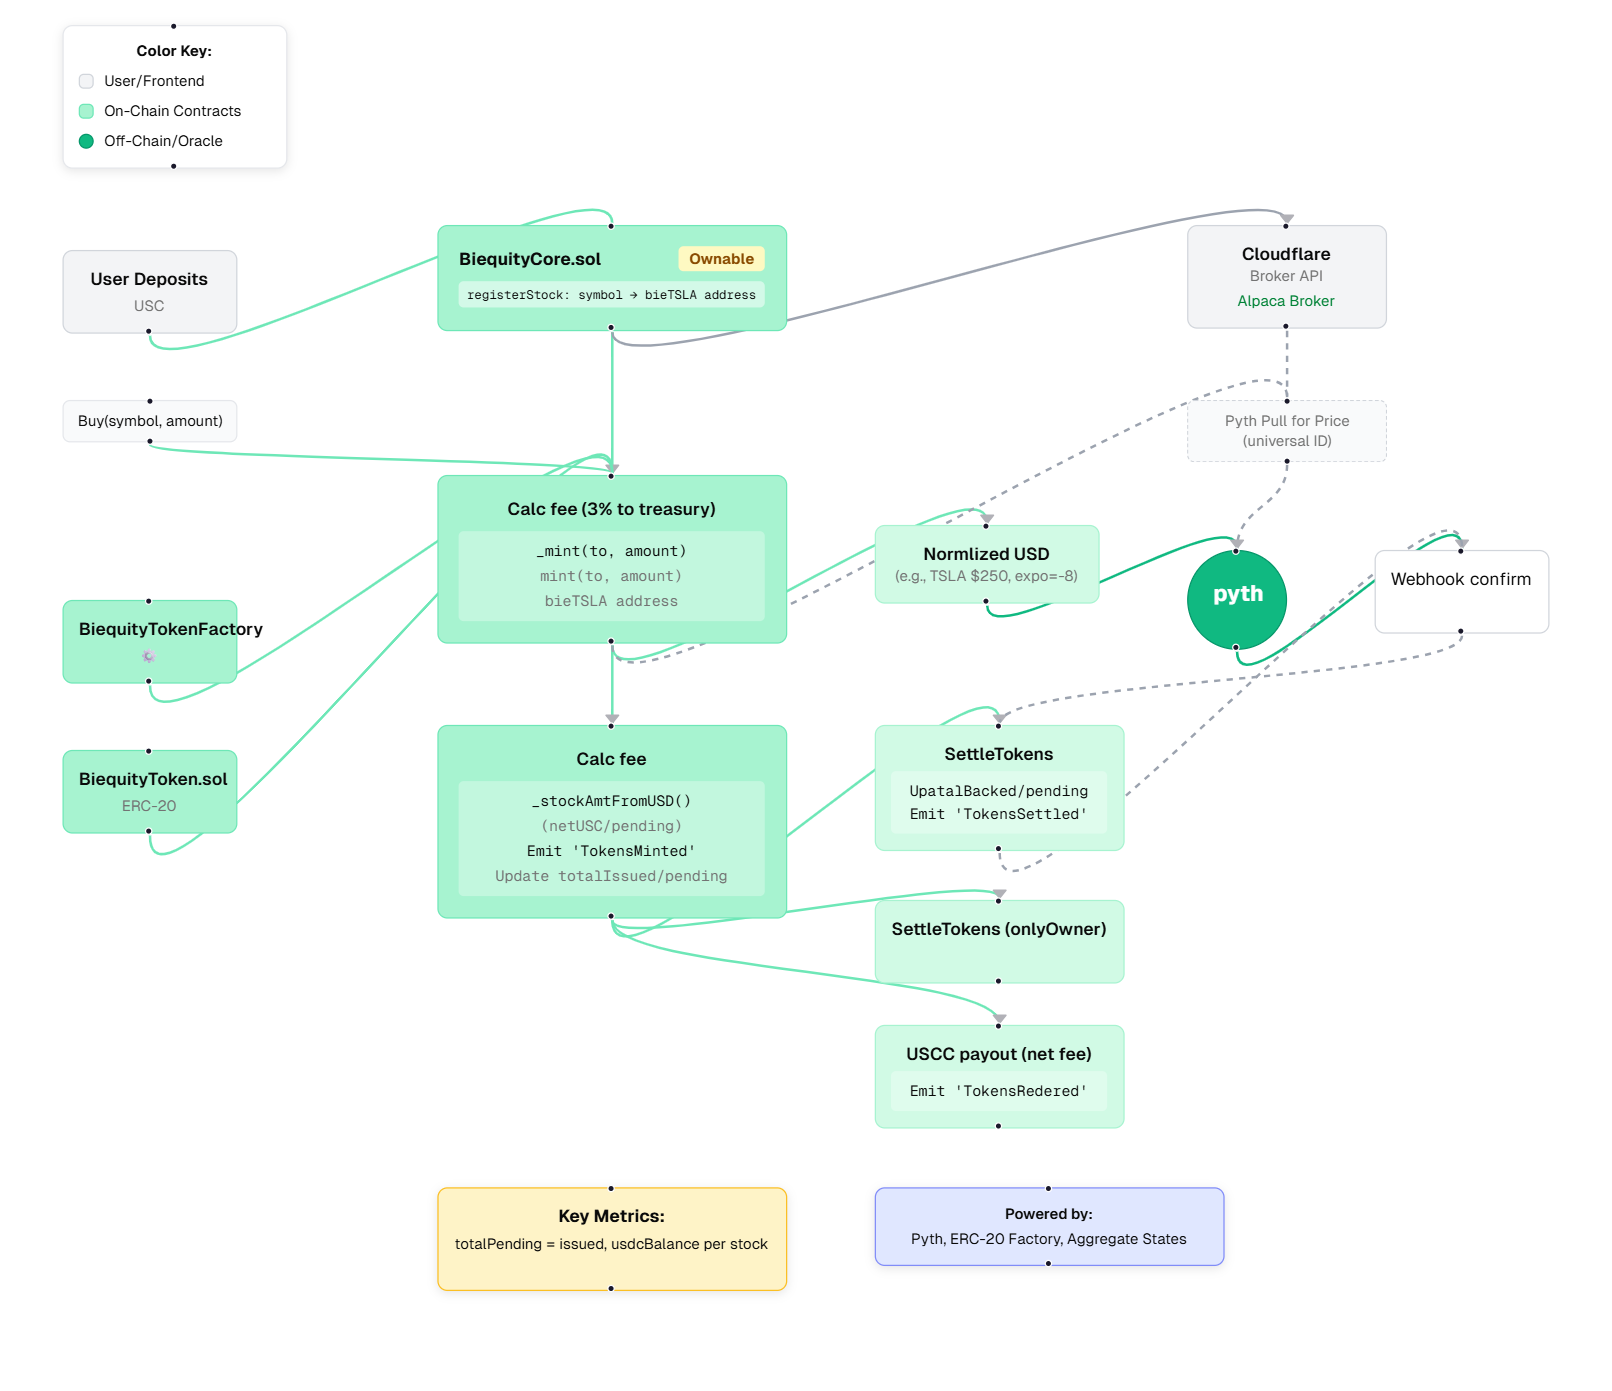 Color Key:
User/Frontend
On-Chain Contracts
Off-Chain/Oracle
User Deposits
USC
BiequityCore.sol
Ownable
registerStock: symbol → bieTSLA address
Cloudflare
Broker API
Alpaca Broker
Buy(symbol, amount)
Pyth Pull for Price
(universal ID)
Calc fee (3% to treasury)
_mint(to, amount)
mint(to, amount)
bieTSLA address
Normlized USD
(e.g., TSLA $250, expo=-8)
pyth
Webhook confirm
BiequityTokenFactory
BiequityToken.sol
ERC-20
Calc fee
_stockAmtFromUSD()
(netUSC/pending)
Emit 'TokensMinted'
Update totalIssued/pending
SettleTokens
UpatalBacked/pending
Emit 'TokensSettled'
SettleTokens (onlyOwner)
USCC payout (net fee)
Emit 'TokensRedered'
Key Metrics:
totalPending = issued, usdcBalance per stock
Powered by:
Pyth, ERC-20 Factory, Aggregate States